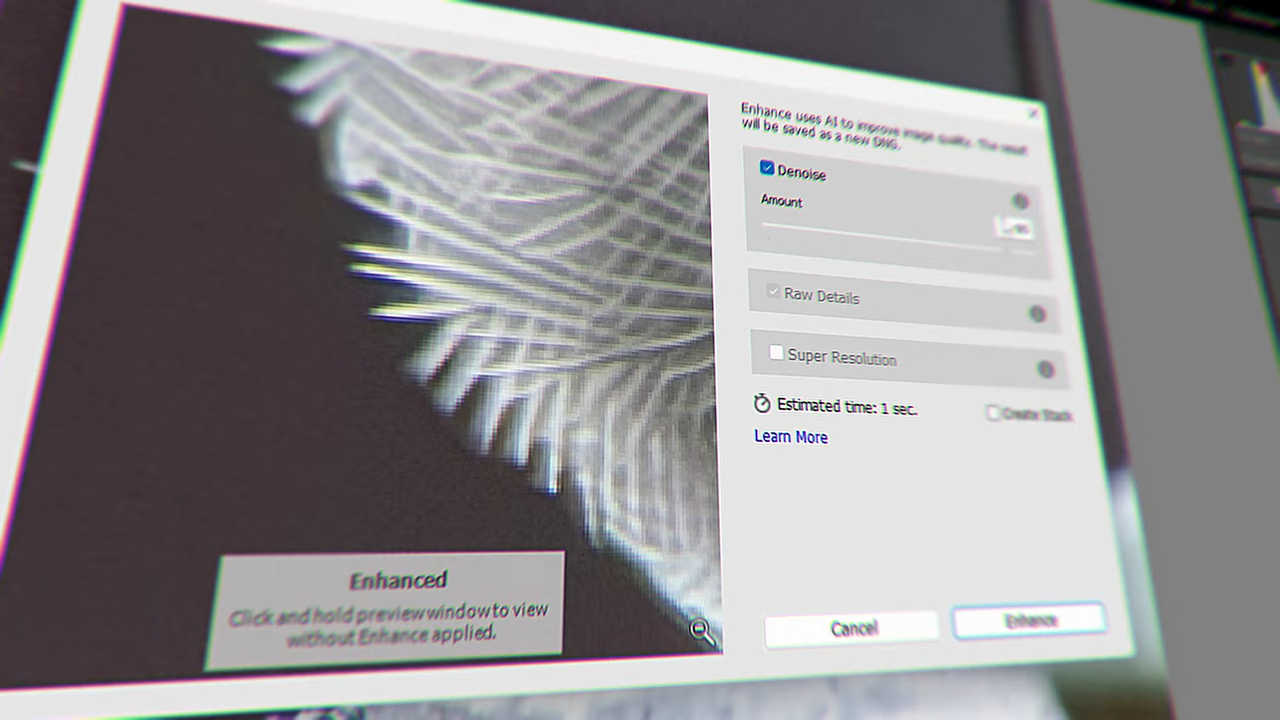 Enhance uses AI to improve image quality. The result
will be saved as a new DNG.
Denoise
Amount
Raw Details
Super Resolution
Estimated time: 1 sec.
Create Stack
Learn More
Enhanced
Click and hold preview window to view
without Enhance applied.
Cancel
Enhance